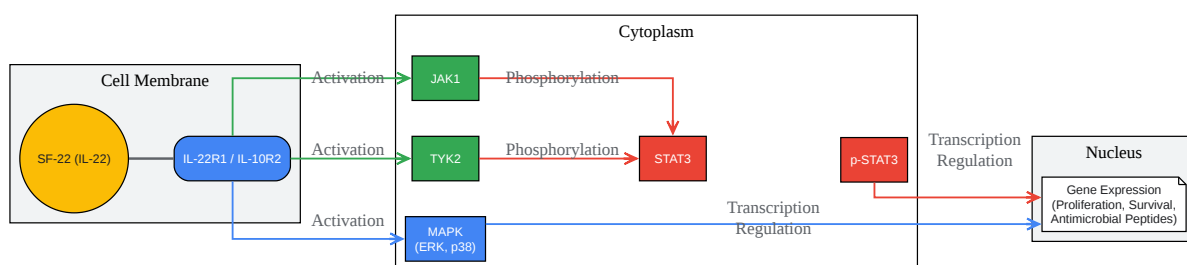 Cytoplasm
Cell Membrane
Activation
JAK1
Phosphorylation
SF-22 (IL-22)
IL-22R1 / IL-10R2
Activation
TYK2
Phosphorylation
STAT3
p-STAT3
Transcription
Regulation
Nucleus
Gene Expression
(Proliferation, Survival,
Antimicrobial Peptides)
Activation
MAPK
(ERK, p38)
Transcription
Regulation